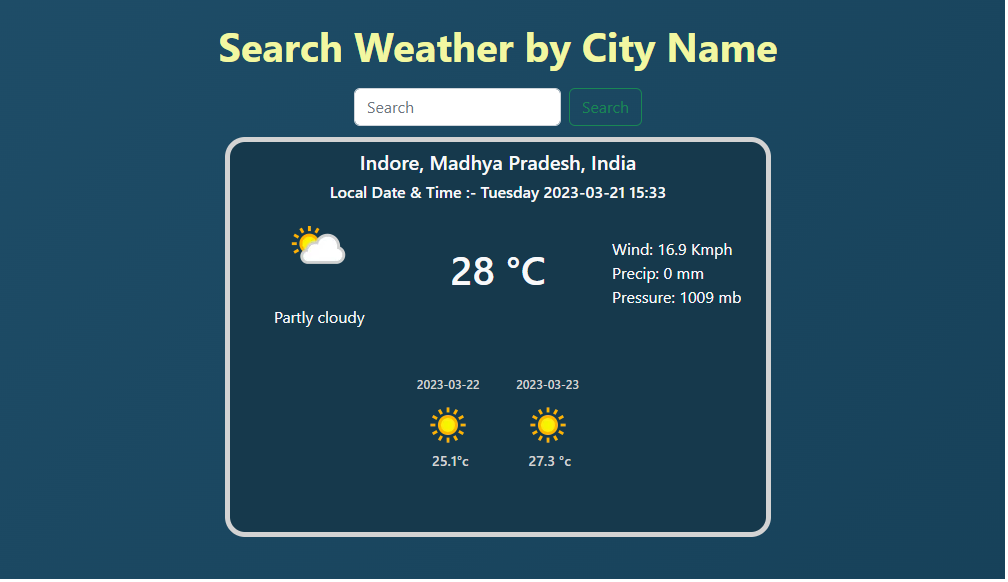 Search Weather by City Name
Search Search
Indore, Madhya Pradesh, India
Local Date & Time :- Tuesday 2023-03-21 15:33
Wind: 16.9 Kmph
28 °C
Precip: 0 mm
Pressure: 1009 mb
Partly cloudy
2023-03-22 2023-03-23
25.1°c 27.3 °c